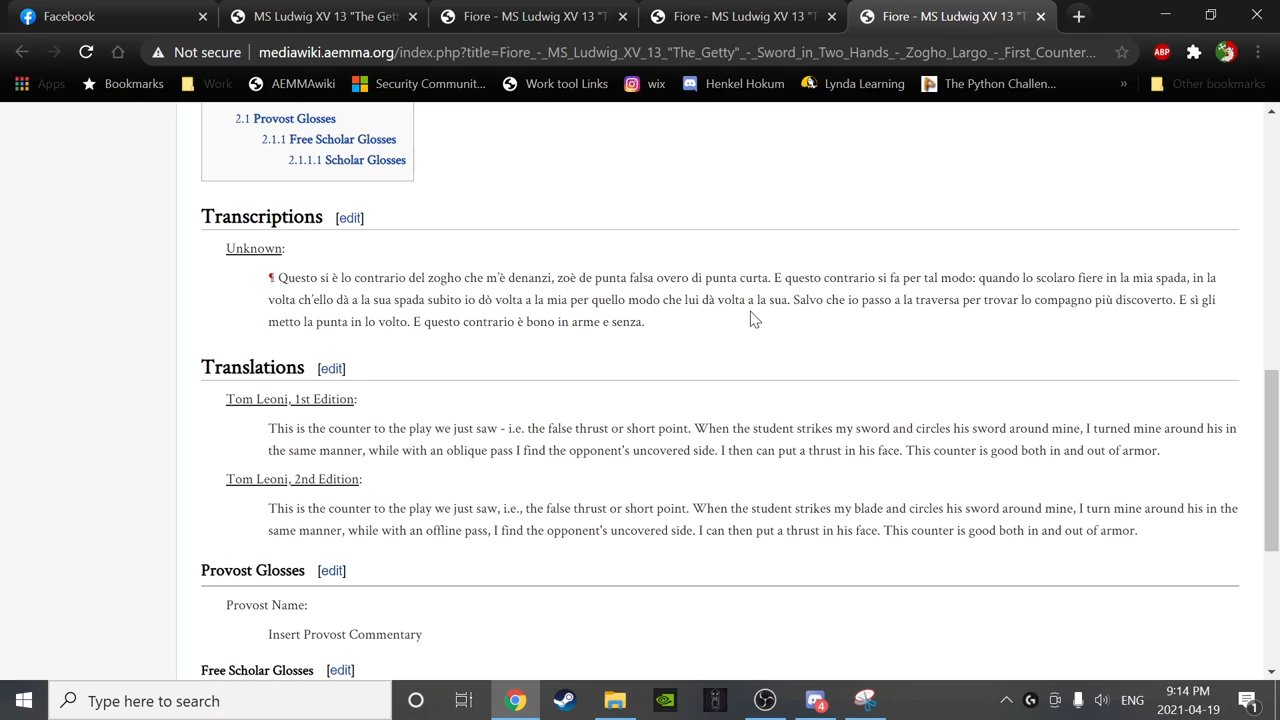 Facebook
MS Ludwig XV 13 "The Gett
Fiore - MS Ludwig XV 13 "T
Fiore - MS Ludwig XV 13 "T
Fiore - MS Ludwig XV 13 "T
Not secure
mediawiki.aemma.org/index.php?title=Fiore_-_MS_Ludwig_XV_13_"The_Getty"_-_Sword_in_Two_Hands_-_Zogho_Largo_-_First_Counter...
ABP
Apps
Bookmarks
Work
AEMMAwiki
Security Communit...
Work tool Links
wix
Henkel Hokum
Lynda Learning
The Python Challen...
»
Other bookmarks
2.1 Provost Glosses
2.1.1 Free Scholar Glosses
2.1.1.1 Scholar Glosses
Transcriptions [edit]
Unknown:
¶ Questo si è lo contrario del zogho che m'è denanzi, zoè de punta falsa overo di punta curta. E questo contrario si fa per tal modo: quando lo scolaro fiere in la mia spada, in la
volta ch'ello dà a la sua spada subito io dò volta a la mia per quello modo che lui dà volta a la sua. Salvo che io passo a la traversa per trovar lo compagno più discoverto. E sì gli
metto la punta in lo volto. E questo contrario è bono in arme e senza.
Translations [edit]
Tom Leoni, 1st Edition:
This is the counter to the play we just saw - i.e. the false thrust or short point. When the student strikes my sword and circles his sword around mine, I turned mine around his in
the same manner, while with an oblique pass I find the opponent's uncovered side. I then can put a thrust in his face. This counter is good both in and out of armor.
Tom Leoni, 2nd Edition:
This is the counter to the play we just saw, i.e., the false thrust or short point. When the student strikes my blade and circles his sword around mine, I turn mine around his in the
same manner, while with an offline pass, I find the opponent's uncovered side. I can then put a thrust in his face. This counter is good both in and out of armor.
Provost Glosses [edit]
Provost Name:
Insert Provost Commentary
Free Scholar Glosses [edit]
Type here to search
4
ENG
9:14 PM
2021-04-19
1